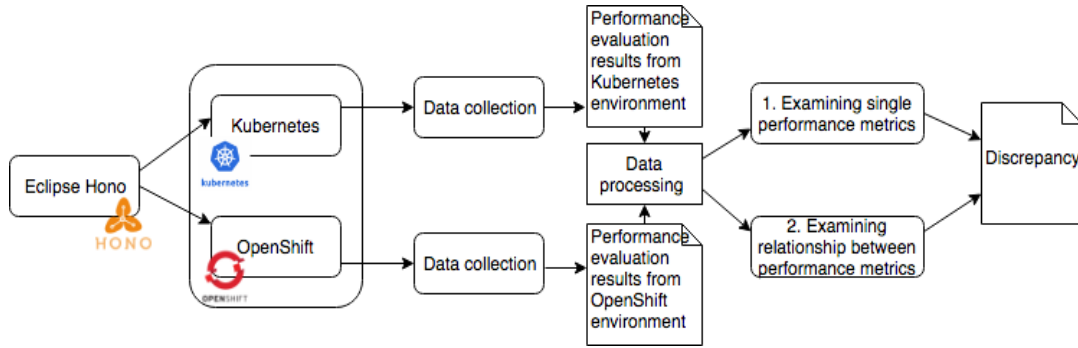 Eclipse Hono
HONO
Kubernetes
kubernetes
OpenShift
OPENSHIFT
Data collection
Data collection
Performance
evaluation
results from
Kubernetes
environment
Data
processing
Performance
evaluation
results from
OpenShift
environment
1. Examining single
performance metrics
2. Examining
relationship between
performance metrics
Discrepancy